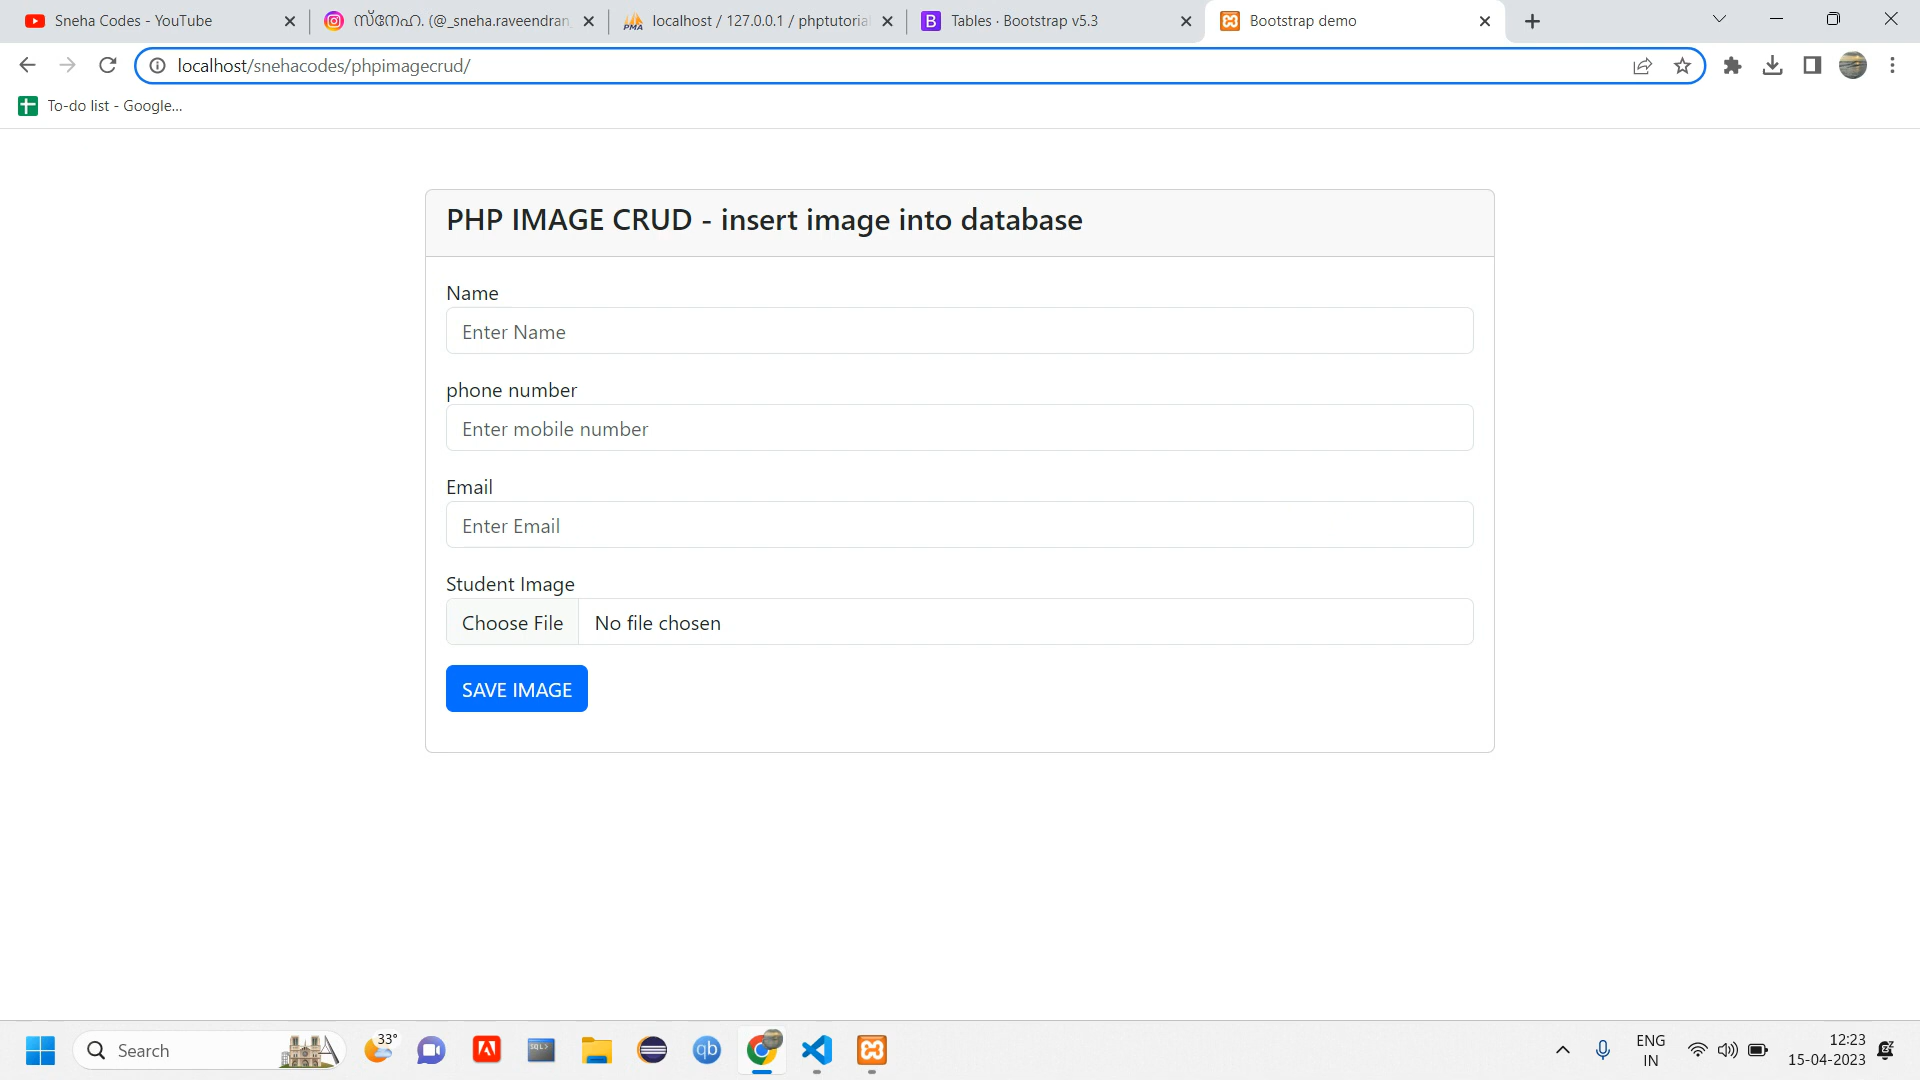 Sneha Codes - YouTube
സ്നേഹ. (@_sneha.raveendran
localhost / 127.0.0.1 / phptutorial
Tables · Bootstrap v5.3
Bootstrap demo
localhost/snehacodes/phpimagecrud/
To-do list - Google...
PHP IMAGE CRUD - insert image into database
Name
Enter Name
phone number
Enter mobile number
Email
Enter Email
Student Image
Choose File No file chosen
SAVE IMAGE
Search
33°
qb
ENG
IN
12:23
15-04-2023